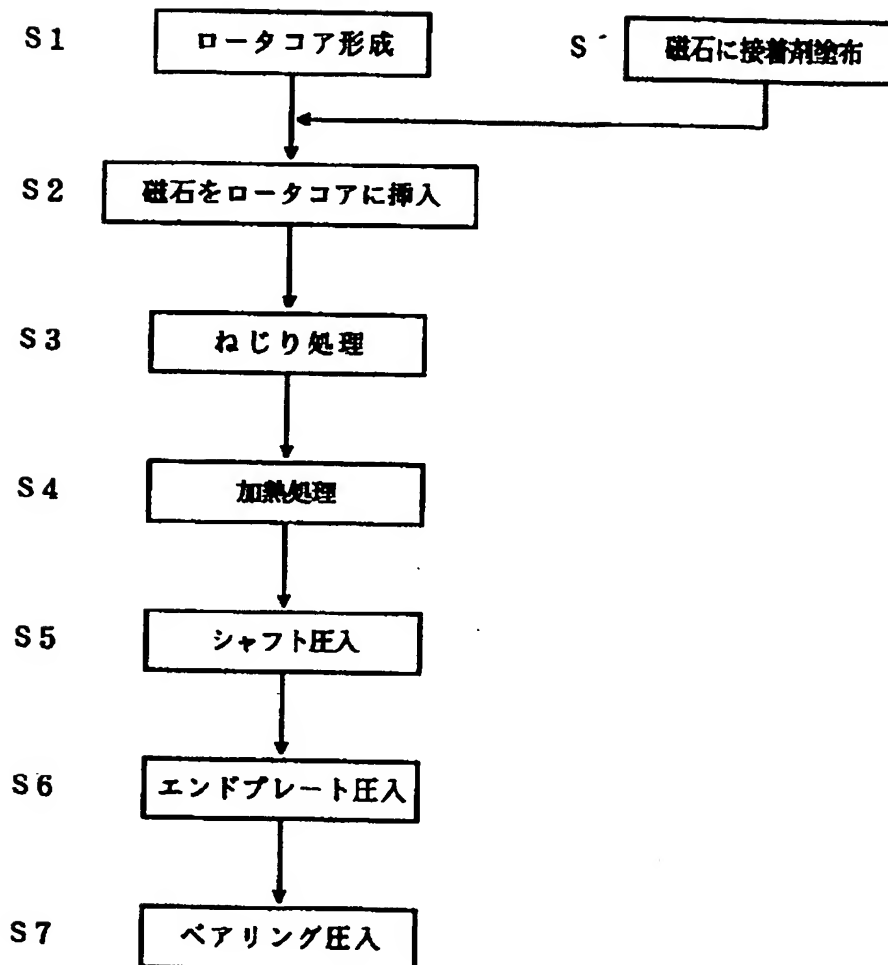 S1 ロータコア形成
S 磁石に接着剤塗布
S2 磁石をロータコアに挿入
S3 ねじり処理
S4 加熱処理
S5 シャフト圧入
S6 エンドプレート圧入
S7 ベアリング圧入